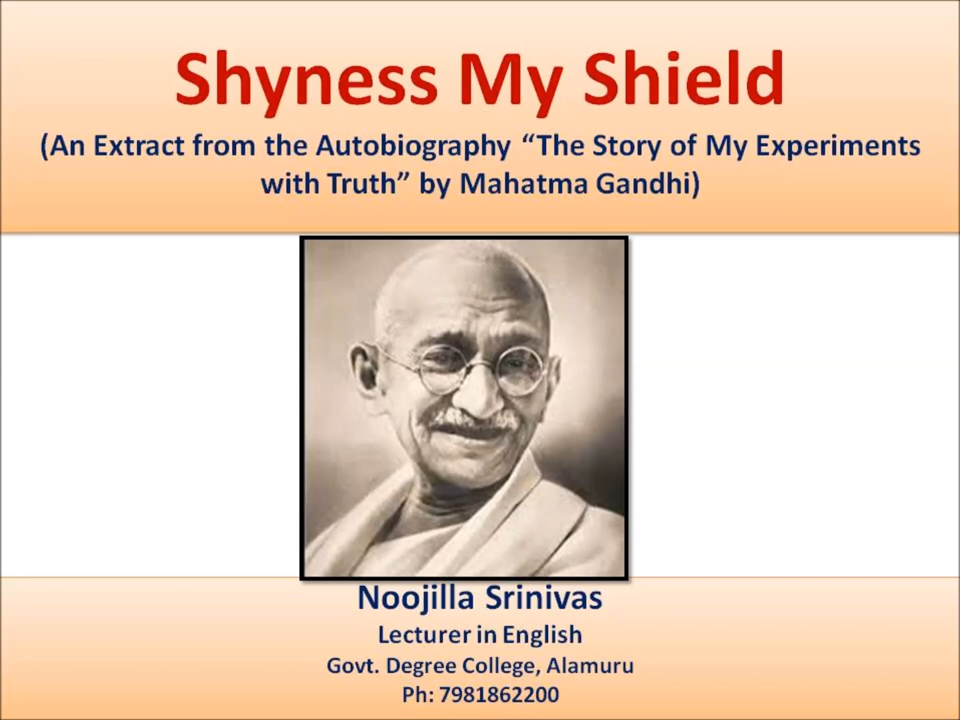 Shyness My Shield
(An Extract from the Autobiography “The Story of My Experiments
with Truth” by Mahatma Gandhi)
Noojilla Srinivas
Lecturer in English
Govt. Degree College, Alamuru
Ph: 7981862200